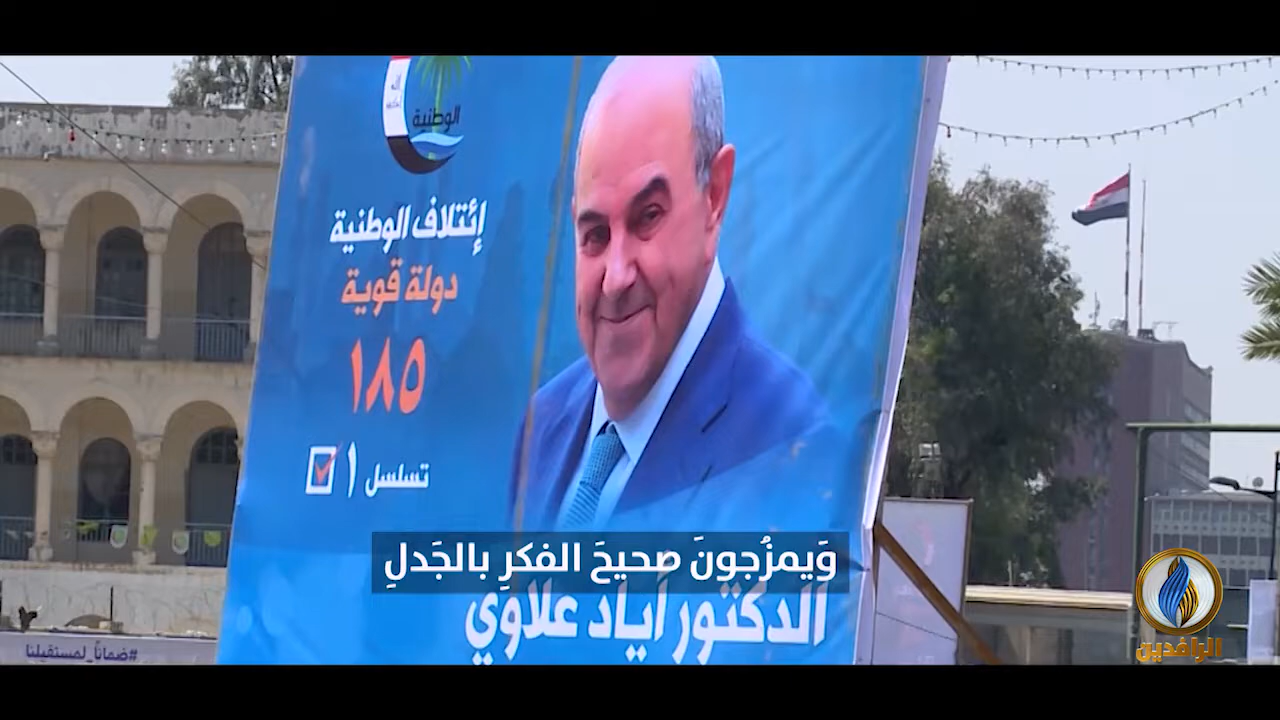 الوطنية
إئتلاف الوطنية
دولة قوية
١٨٥
تسلسل ١
وَيمزُجونَ صحيحَ الفكرِ بالجَدلِ
الدكتور أياد علاوي
#ضماناً_لمستقبلنا
الرافدين